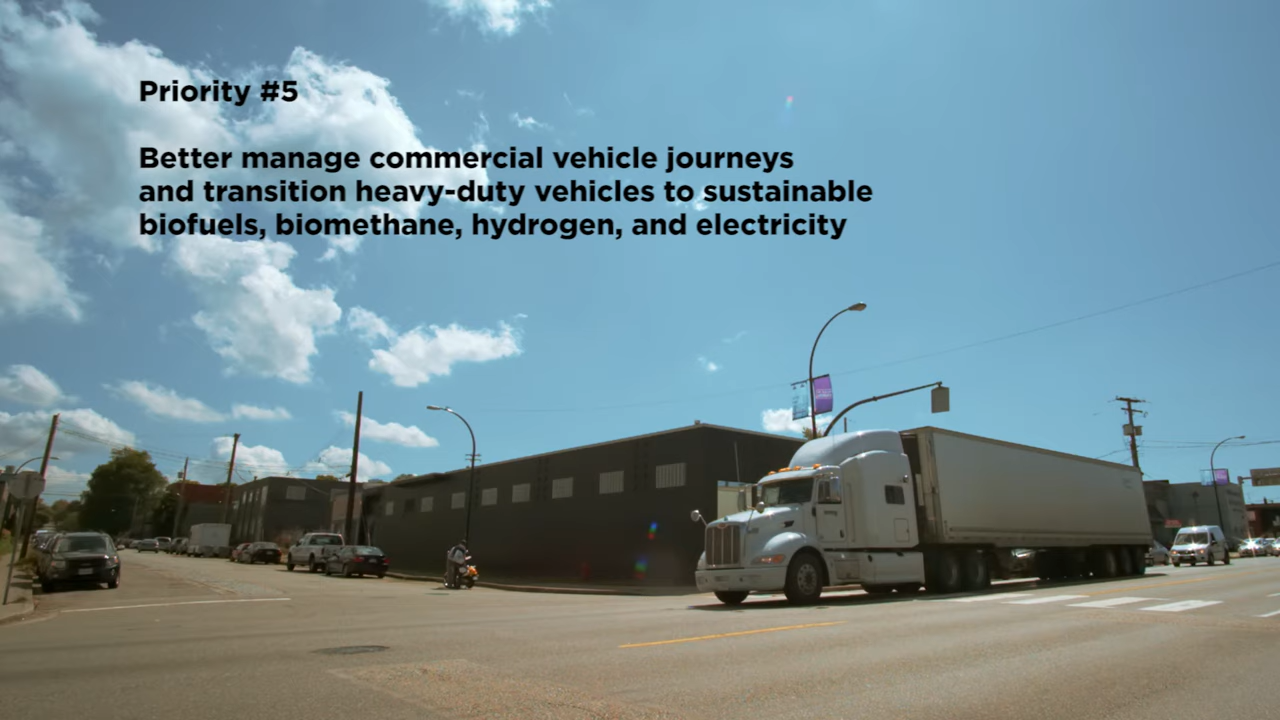 Priority #5
Better manage commercial vehicle journeys
and transition heavy-duty vehicles to sustainable
biofuels, biomethane, hydrogen, and electricity